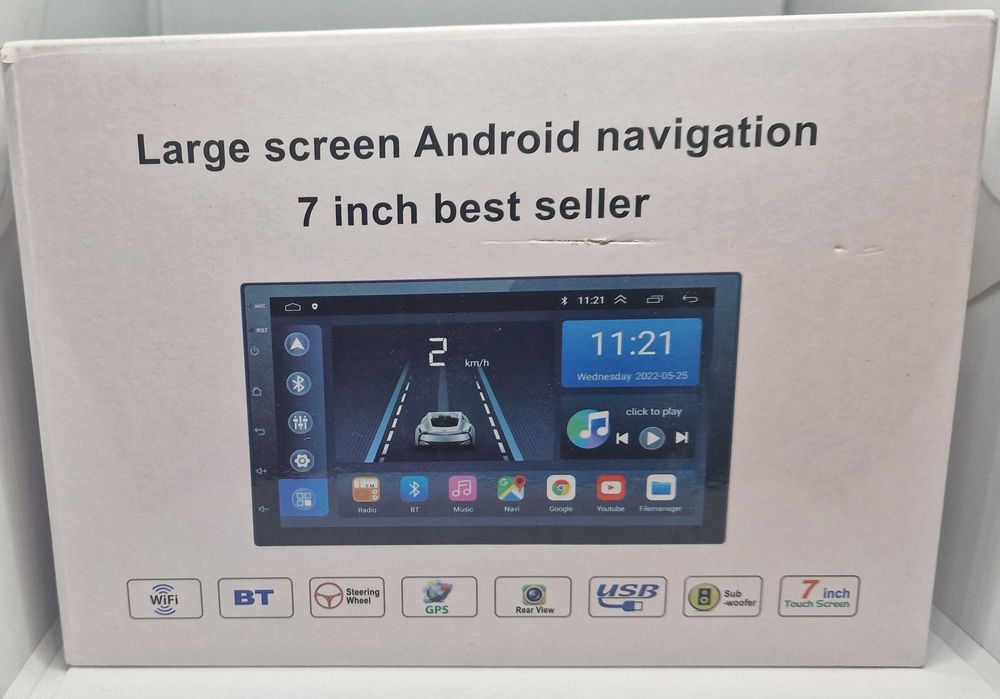 Large screen Android navigation
7 inch best seller
MIC
11:21
RST
2
km/h
11:21
Wednesday 2022-05-25
click to play
FM
G
Radio
BT
Music
Navi
Google
Youtube
Filemanager
WiFi
BT
Steering
Wheel
GPS
Rear View
USB
Sub
-woofer
7 inch
Touch Screen